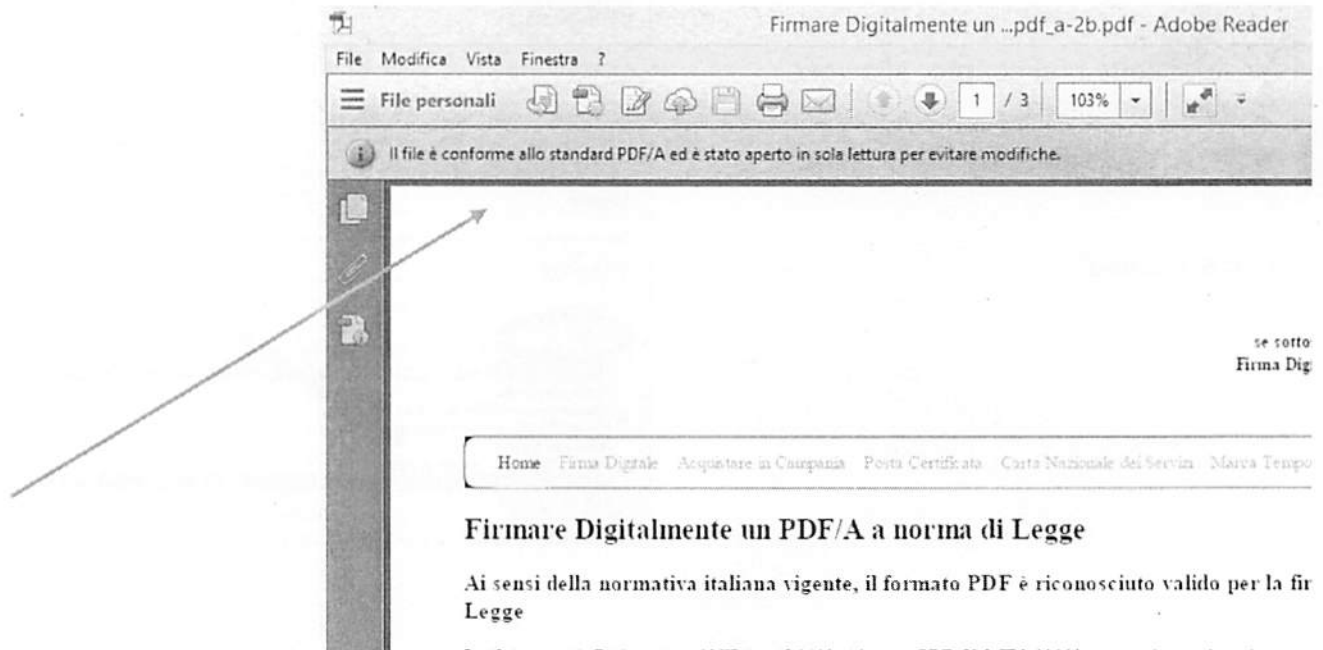 Firmare Digitalmente un ...pdf_a-2b.pdf - Adobe Reader
File Modifica Vista Finestra ?
File personali 1 / 3 103%
Il file è conforme allo standard PDF/A ed è stato aperto in sola lettura per evitare modifiche.
se sotto
Firma Dig
Home Firma Digitale Acquistare in Campania Posta Certificata Carta Nazionale dei Servizi Marca Tempo
Firmare Digitalmente un PDF/A a norma di Legge
Ai sensi della normativa italiana vigente, il formato PDF è riconosciuto valido per la fir
Legge